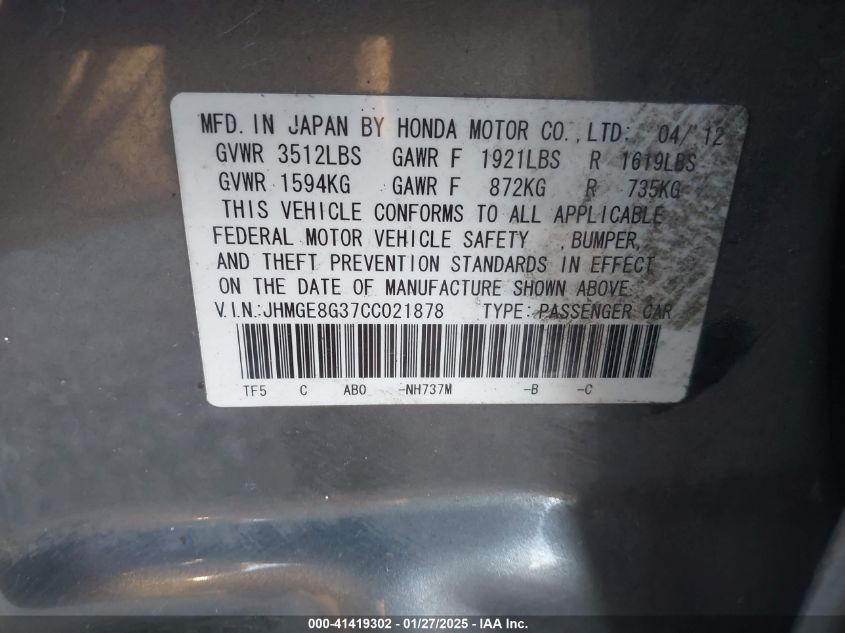 MFD. IN JAPAN BY HONDA MOTOR CO., LTD: 04/12
GVWR 3512LBS GAWR F 1921LBS R 1619LBS
GVWR 1594KG GAWR F 872KG R 735KG
THIS VEHICLE CONFORMS TO ALL APPLICABLE
FEDERAL MOTOR VEHICLE SAFETY , BUMPER,
AND THEFT PREVENTION STANDARDS IN EFFECT
ON THE DATE OF MANUFACTURE SHOWN ABOVE.
V.I.N.:JHMGE8G37CC021878 TYPE: PASSENGER CAR
TF5 C AB0 -NH737M -B -C
000-41419302 - 01/27/2025 - IAA Inc.